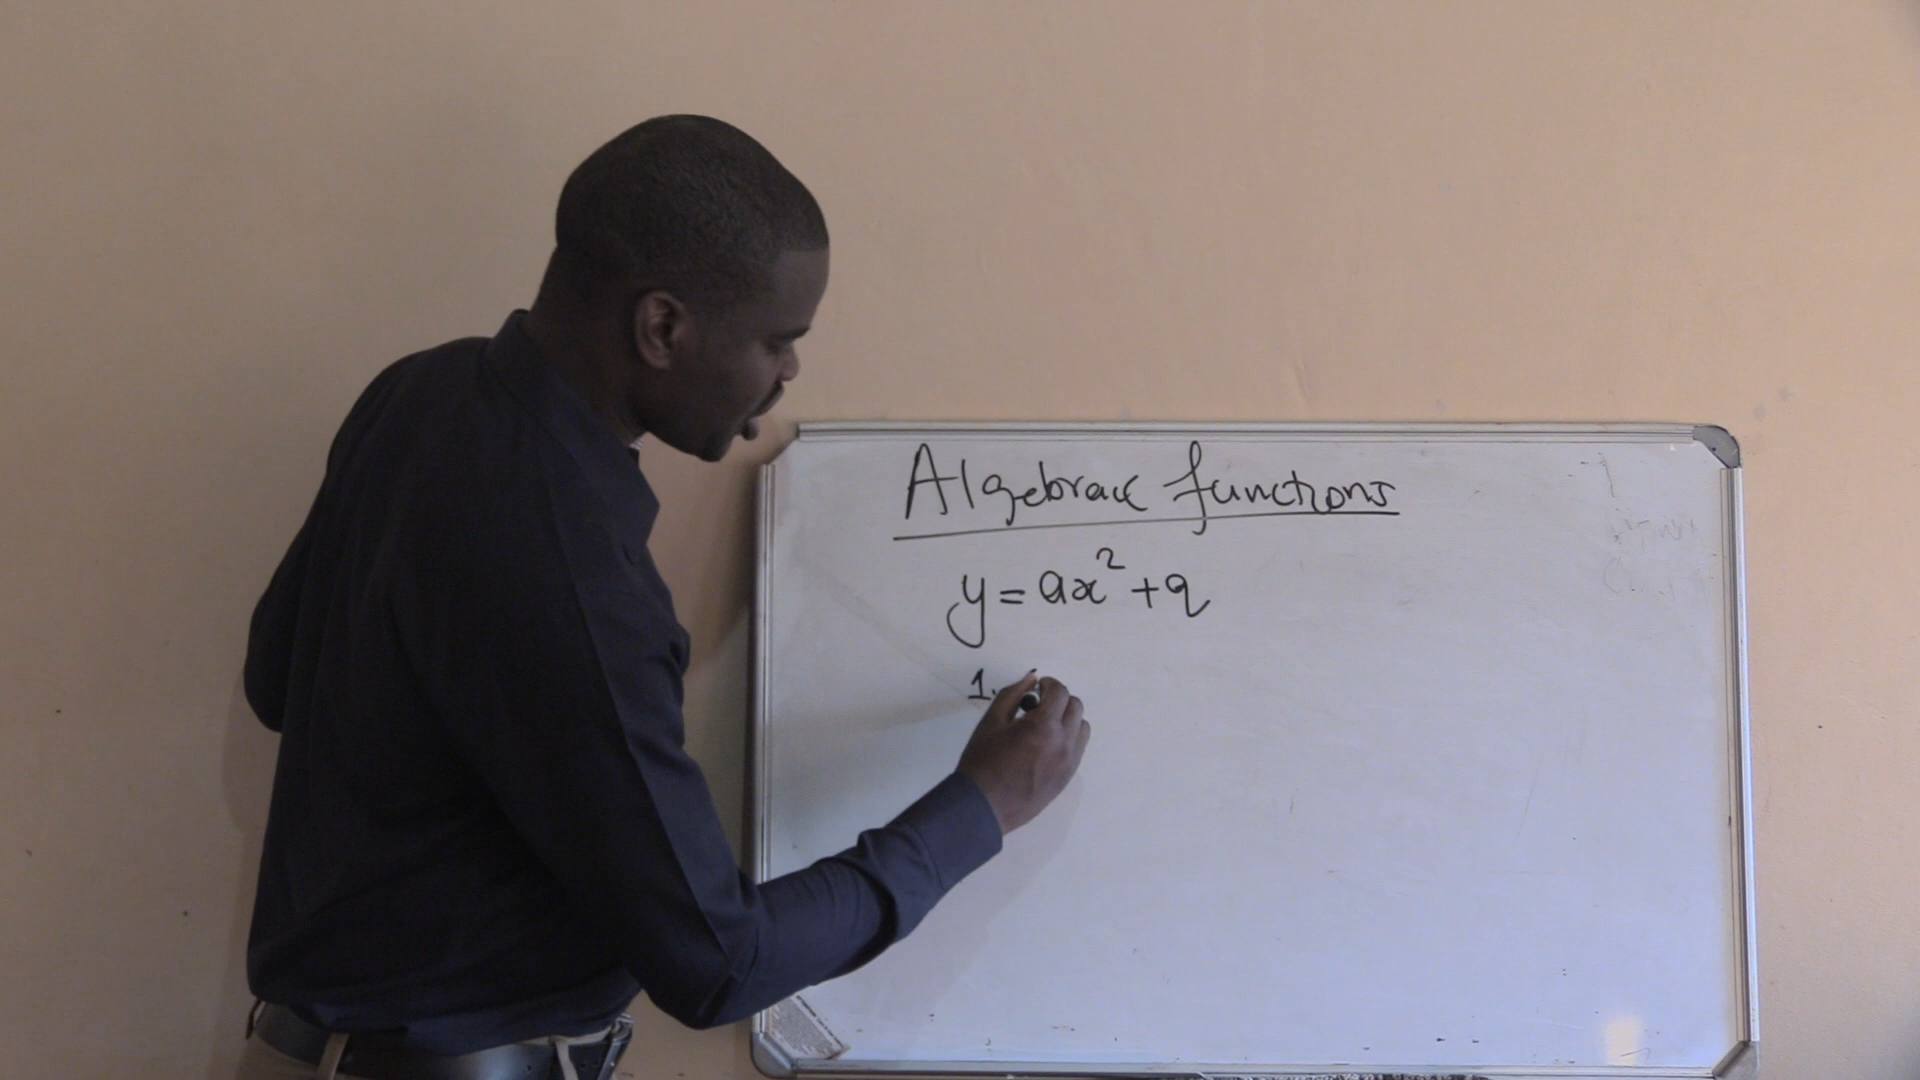 Algebraic functions
y = ax² + q
1.